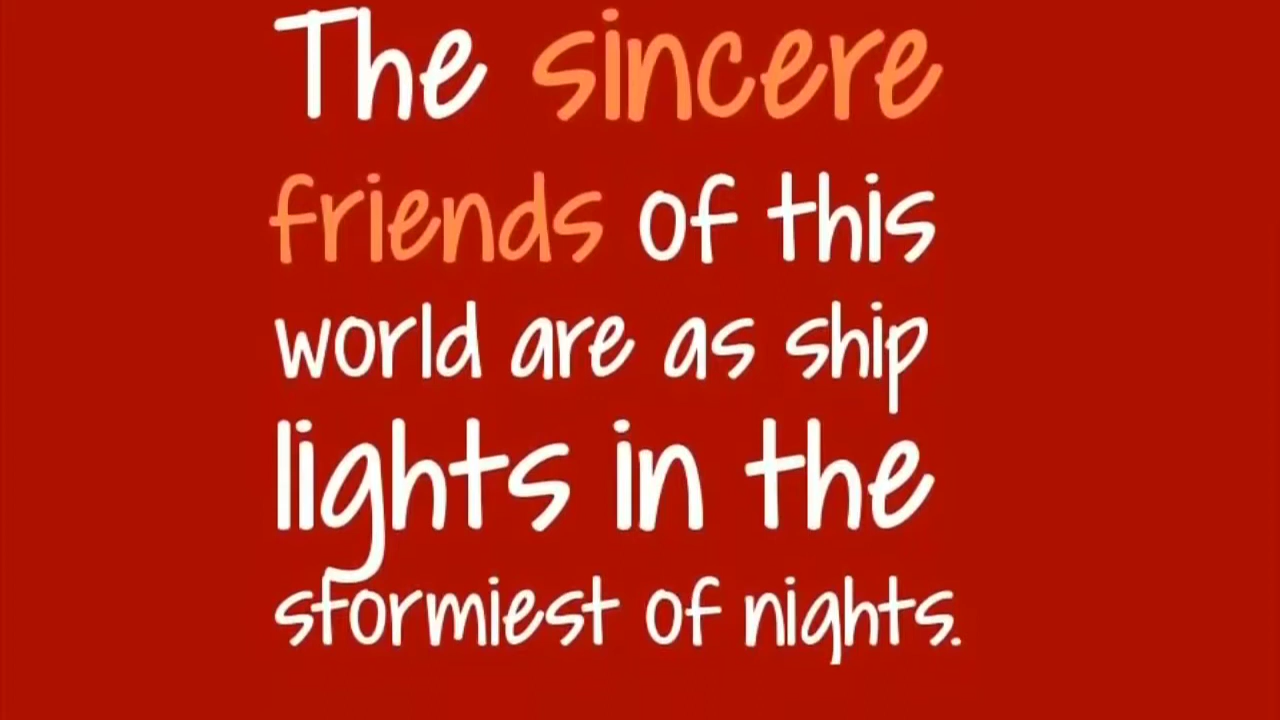 The sincere
friends of this
world are as ship
lights in the
stormiest of nights.